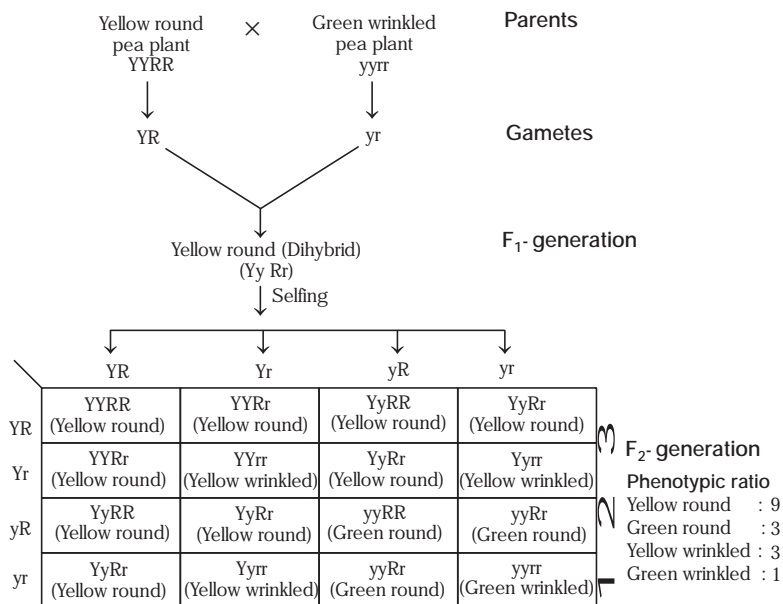 Yellow round
pea plant
YYRR
×
Green wrinkled
pea plant
yyrr
Parents
YR
yr
Gametes
Yellow round (Dihybrid)
(Yy Rr)
F₁- generation
Selfing
YR Yr yR yr
YR
YYRR
(Yellow round)
YYRr
(Yellow round)
YyRR
(Yellow round)
YyRr
(Yellow round)
Yr
YYRr
(Yellow round)
YYrr
(Yellow wrinkled)
YyRr
(Yellow round)
Yyrr
(Yellow wrinkled)
yR
YyRR
(Yellow round)
YyRr
(Yellow round)
yyRR
(Green round)
yyRr
(Green round)
yr
YyRr
(Yellow round)
Yyrr
(Yellow wrinkled)
yyRr
(Green round)
yyrr
(Green wrinkled)
3
2
1
F₂- generation
Phenotypic ratio
Yellow round : 9
Green round : 3
Yellow wrinkled : 3
Green wrinkled : 1